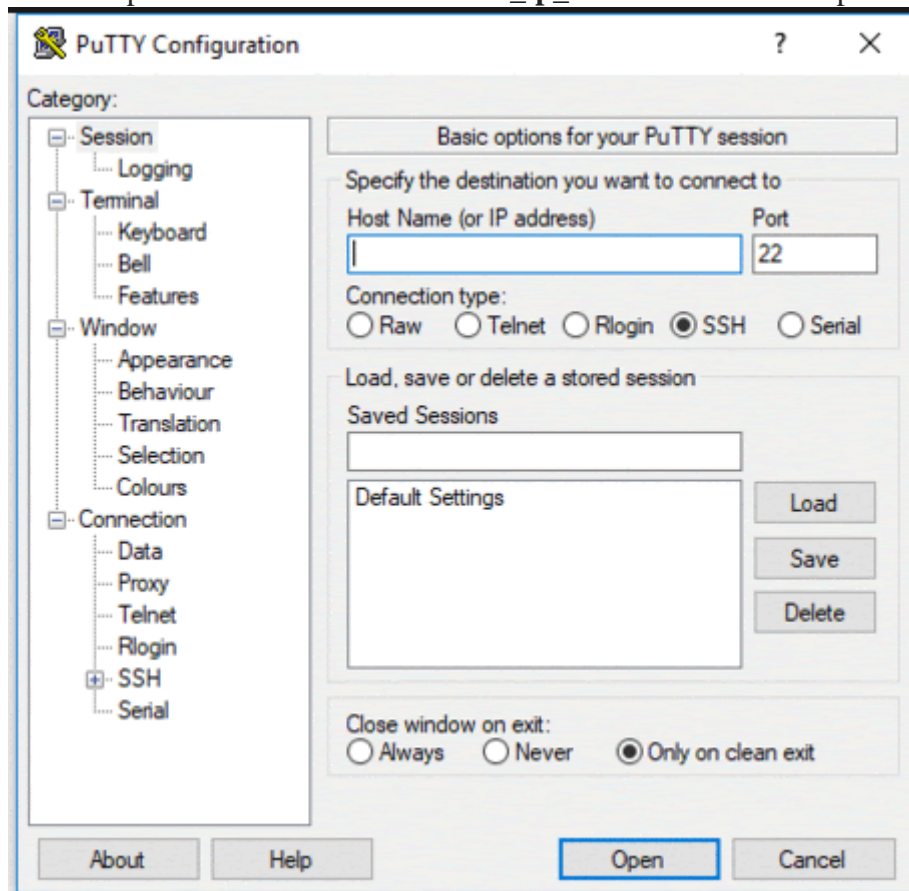 PuTTY Configuration ? ×
Category:
Session
Logging
Terminal
Keyboard
Bell
Features
Window
Appearance
Behaviour
Translation
Selection
Colours
Connection
Data
Proxy
Telnet
Rlogin
SSH
Serial
Basic options for your PuTTY session
Specify the destination you want to connect to
Host Name (or IP address) Port
22
Connection type:
Raw Telnet Rlogin SSH Serial
Load, save or delete a stored session
Saved Sessions
Default Settings
Load
Save
Delete
Close window on exit:
Always Never Only on clean exit
About Help Open Cancel